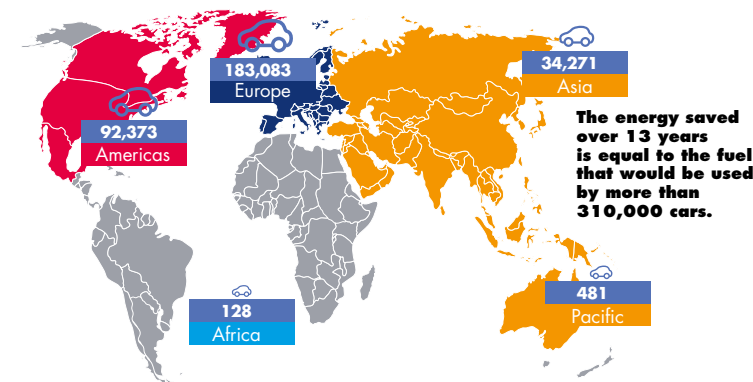 183,083
Europe
34,271
Asia
92,373
Americas
The energy saved
over 13 years
is equal to the fuel
that would be used
by more than
310,000 cars.
481
Pacific
128
Africa